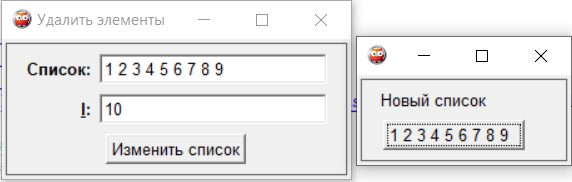 Удалить элементы
Список: 1 2 3 4 5 6 7 8 9
I: 10
Изменить список
Новый список
1 2 3 4 5 6 7 8 9